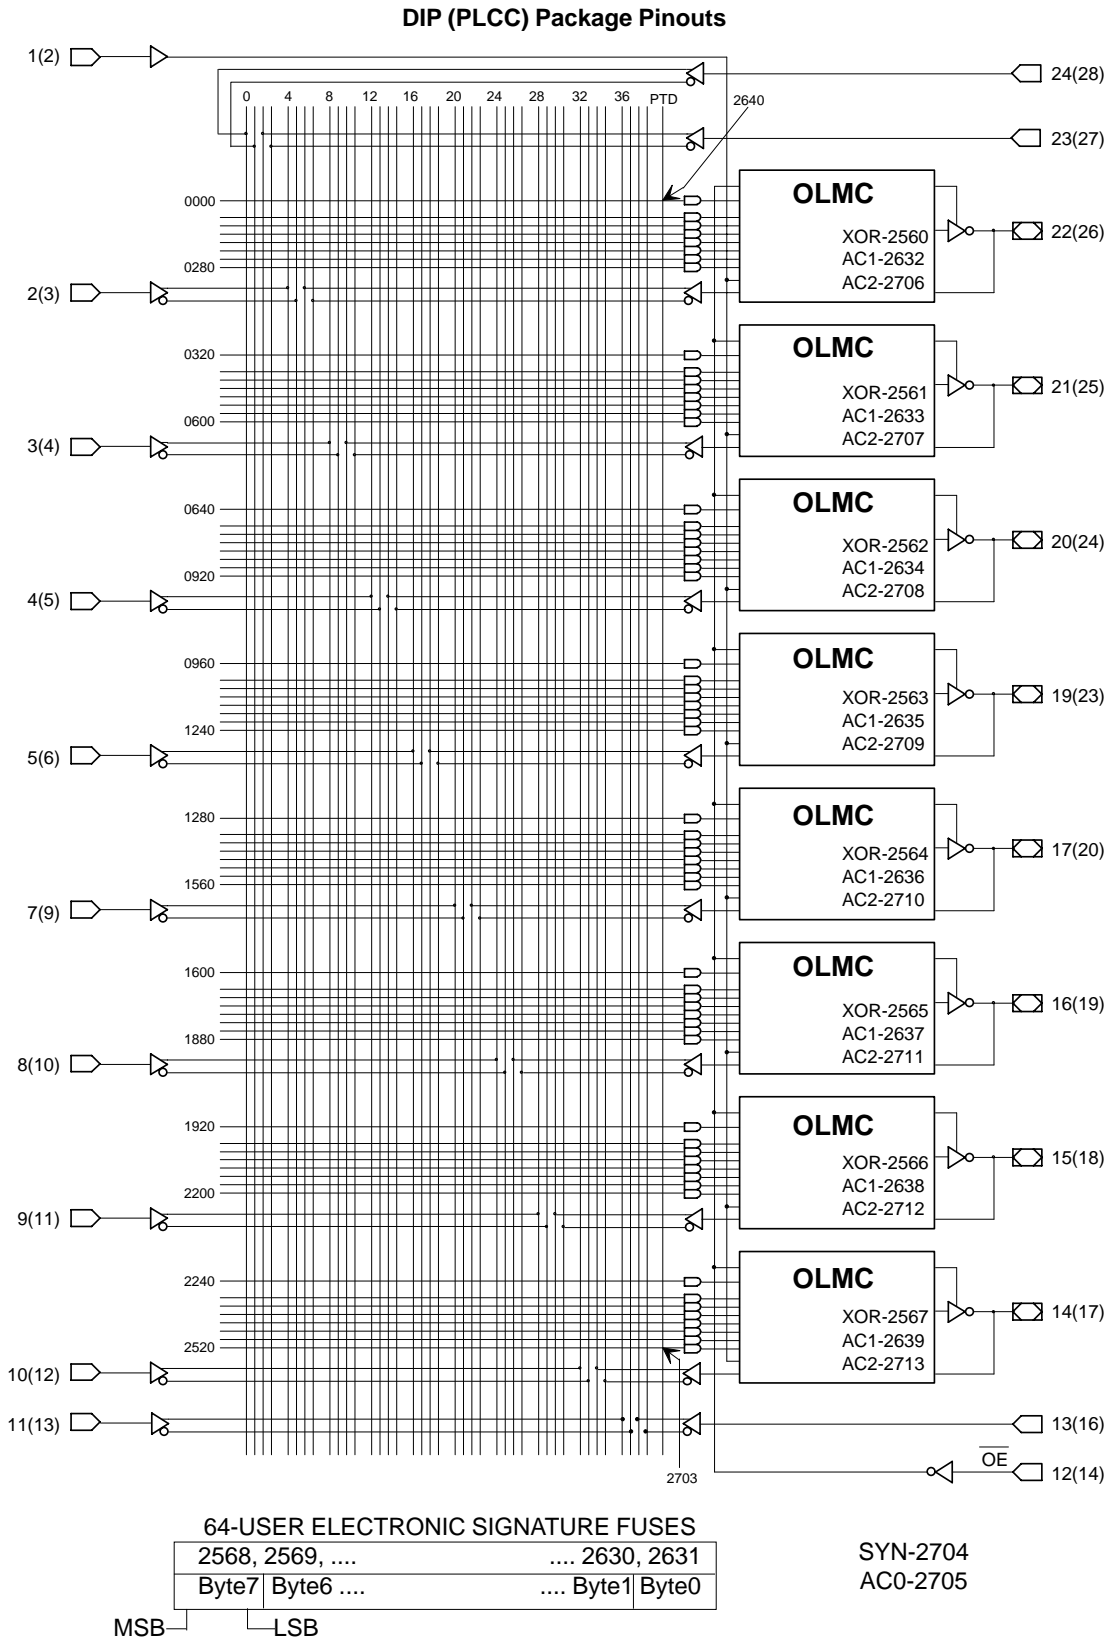 DIP (PLCC) Package Pinouts
1(2)
24(28)
0 4 8 12 16 20 24 28 32 36 PTD
2640
23(27)
0000
OLMC
XOR-2560
AC1-2632
AC2-2706
22(26)
0280
2(3)
0320
OLMC
XOR-2561
AC1-2633
AC2-2707
21(25)
0600
3(4)
0640
OLMC
XOR-2562
AC1-2634
AC2-2708
20(24)
0920
4(5)
0960
OLMC
XOR-2563
AC1-2635
AC2-2709
19(23)
1240
5(6)
1280
OLMC
XOR-2564
AC1-2636
AC2-2710
17(20)
1560
7(9)
1600
OLMC
XOR-2565
AC1-2637
AC2-2711
16(19)
1880
8(10)
1920
OLMC
XOR-2566
AC1-2638
AC2-2712
15(18)
2200
9(11)
2240
OLMC
XOR-2567
AC1-2639
AC2-2713
14(17)
2520
10(12)
11(13)
13(16)
OE
12(14)
2703
64-USER ELECTRONIC SIGNATURE FUSES
2568, 2569, .... .... 2630, 2631
Byte7 Byte6 .... .... Byte1 Byte0
MSB LSB
SYN-2704
AC0-2705